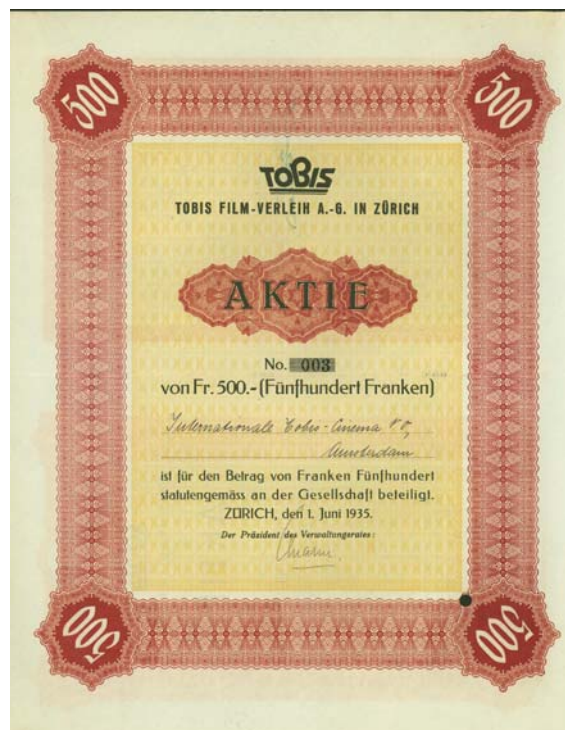 500 500
TOBIS
TOBIS FILM-VERLEIH A.-G. IN ZÜRICH
AKTIE
No. 003
von Fr. 500.- (Fünfhundert Franken)
Internationale Tobis-Cinema
Amsterdam
ist für den Betrag von Franken Fünfhundert
statutengemäss an der Gesellschaft beteiligt.
ZÜRICH, den 1. Juni 1935.
Der Präsident des Verwaltungsrates:
500 500